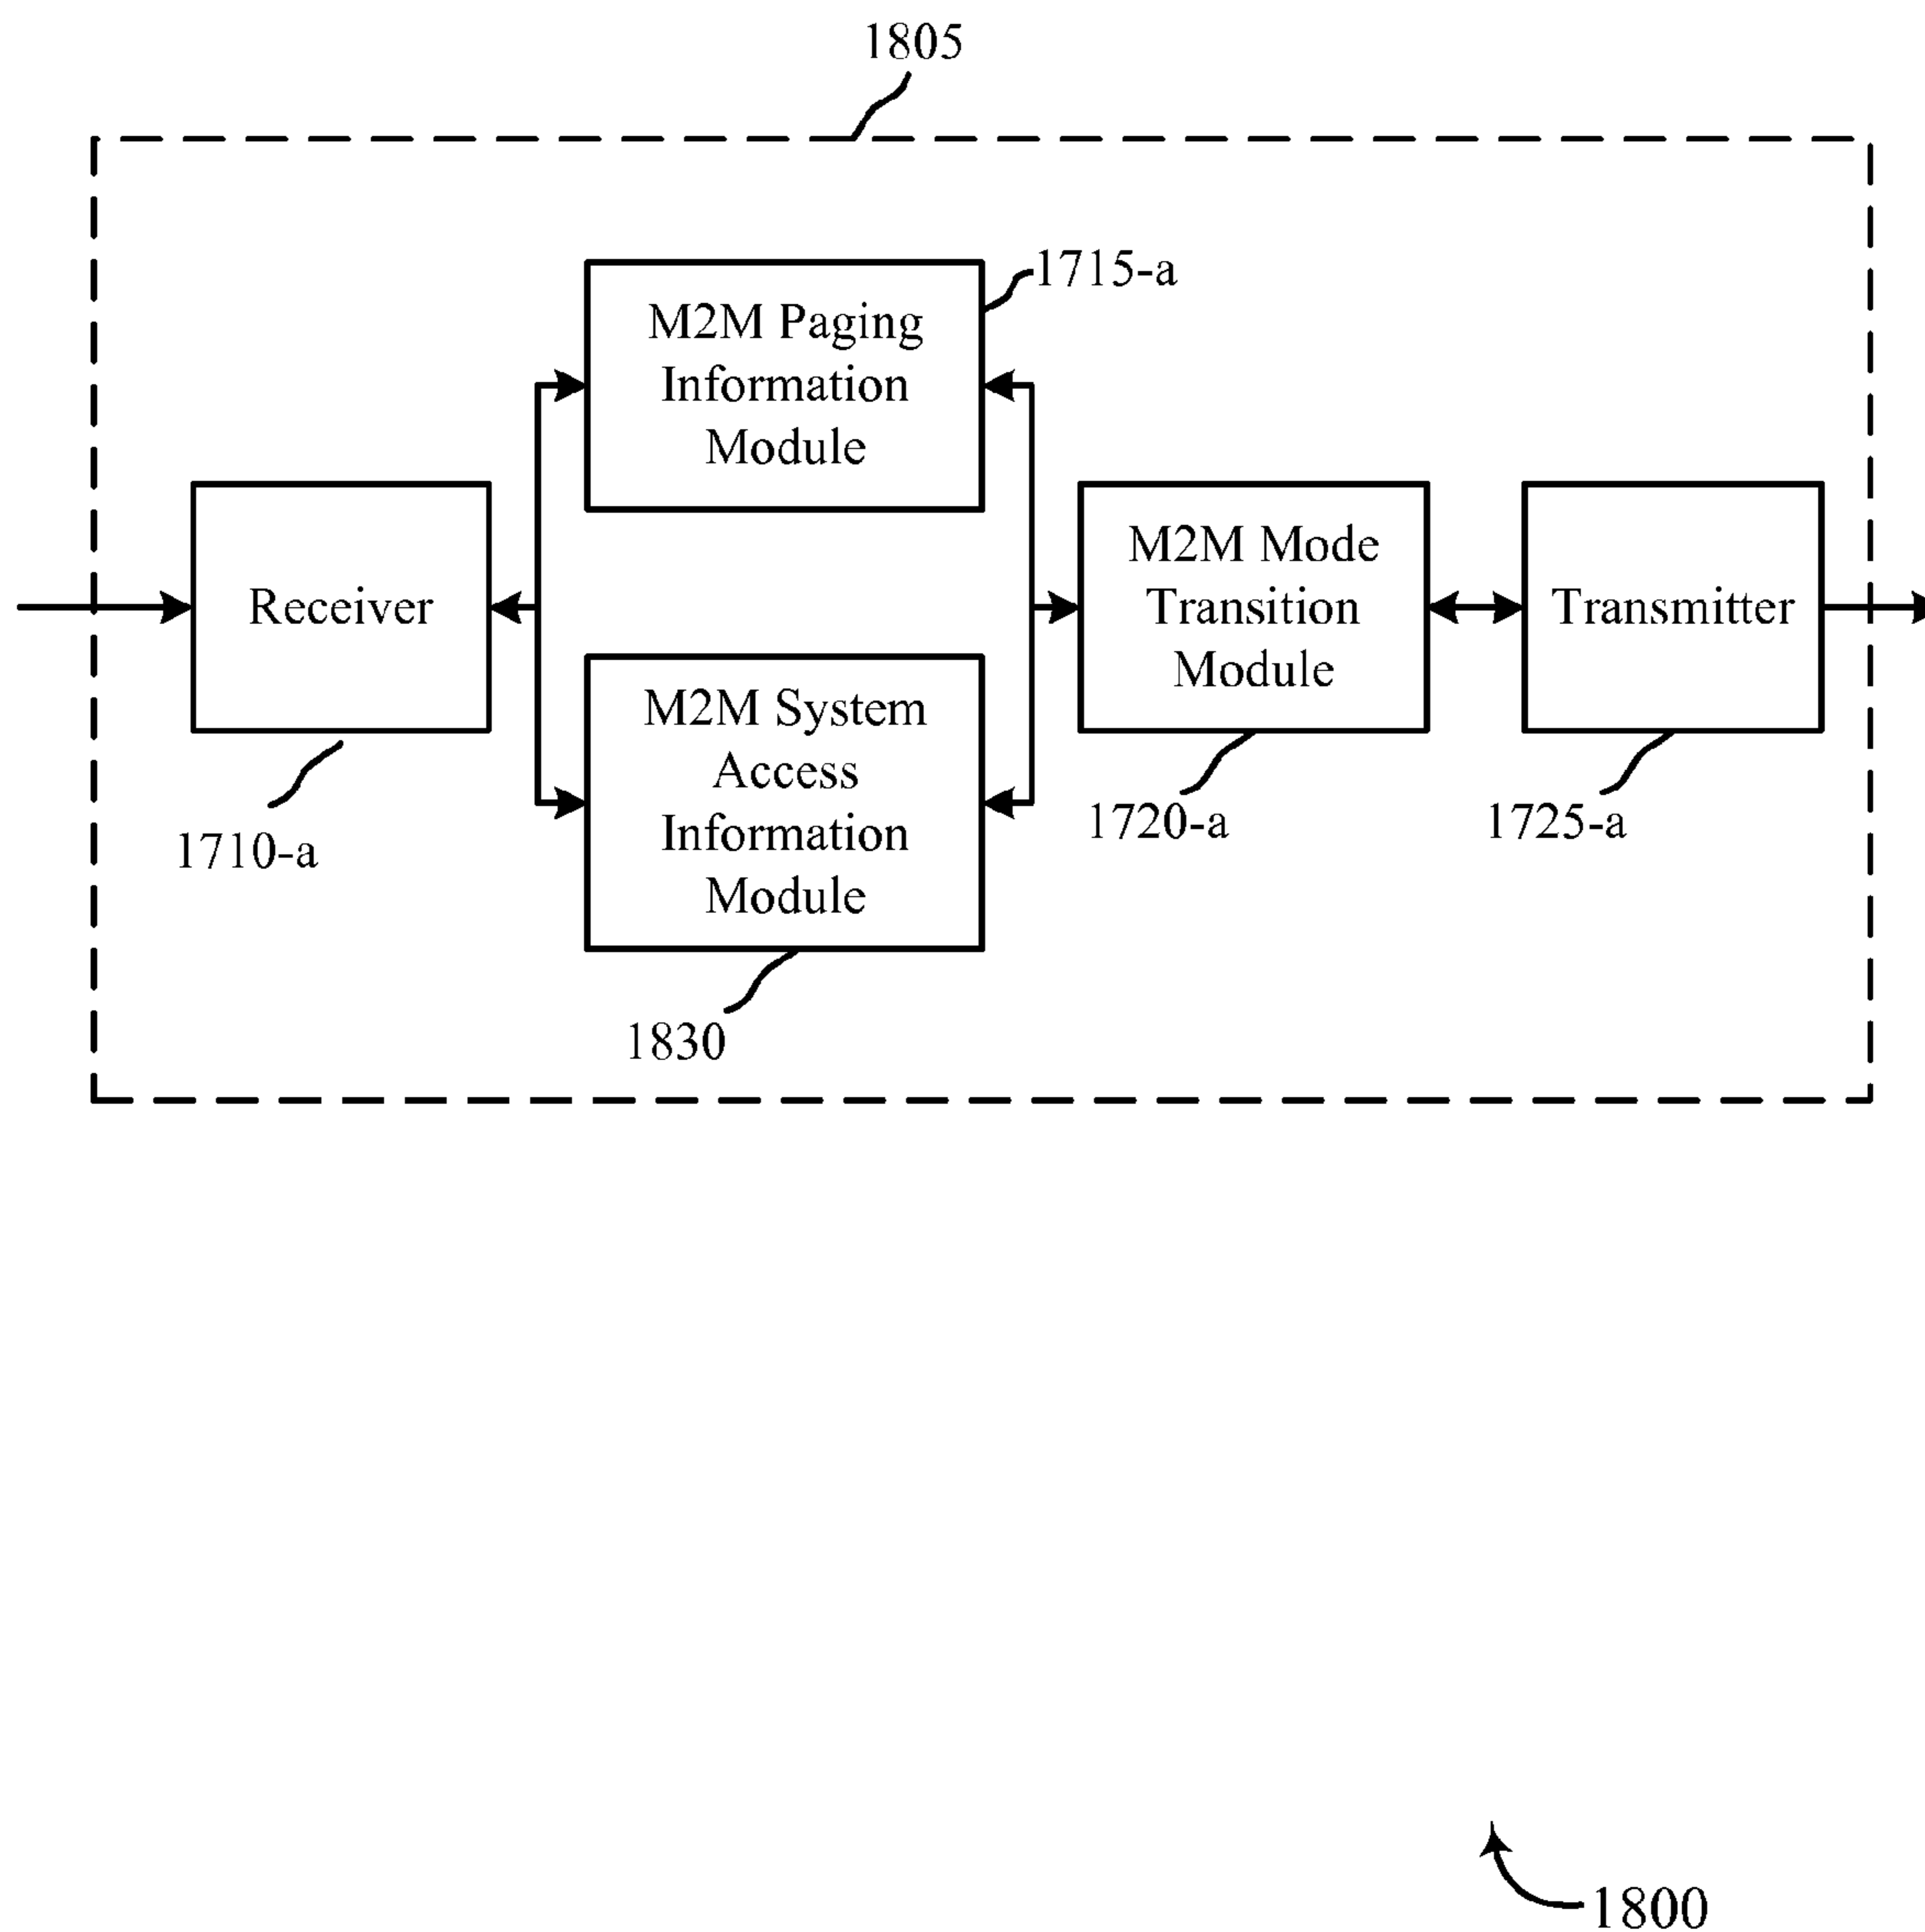 1805
1715-a
M2M Paging
Information
Module
Receiver
1710-a
M2M System
Access
Information
Module
1830
M2M Mode
Transition
Module
1720-a
Transmitter
1725-a
1800